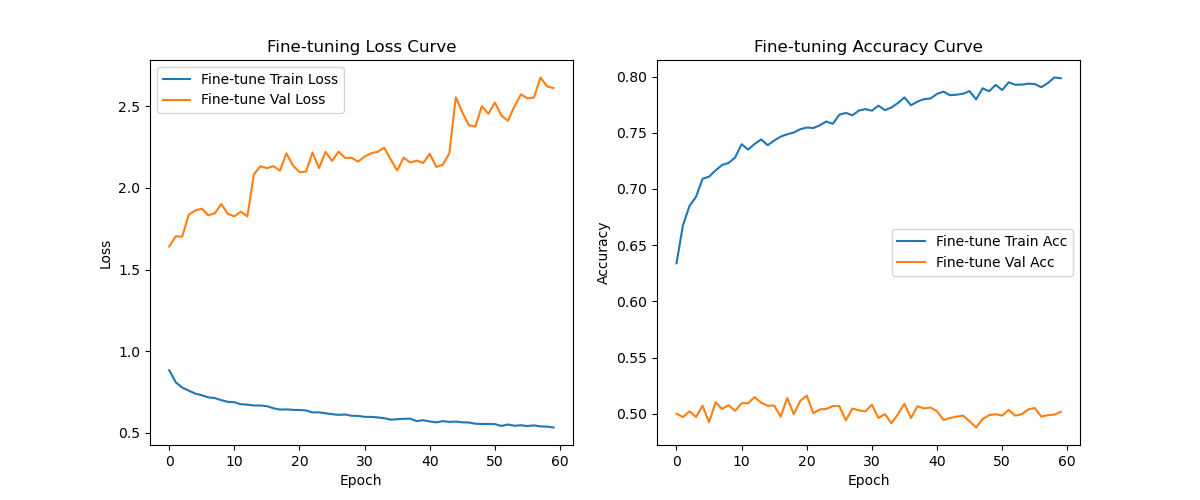 Fine-tuning Loss Curve
Fine-tune Train Loss
Fine-tune Val Loss
2.5
2.0
1.5
1.0
0.5
Loss
0 10 20 30 40 50 60
Epoch
Fine-tuning Accuracy Curve
0.80
0.75
0.70
0.65
0.60
0.55
0.50
Accuracy
Fine-tune Train Acc
Fine-tune Val Acc
0 10 20 30 40 50 60
Epoch